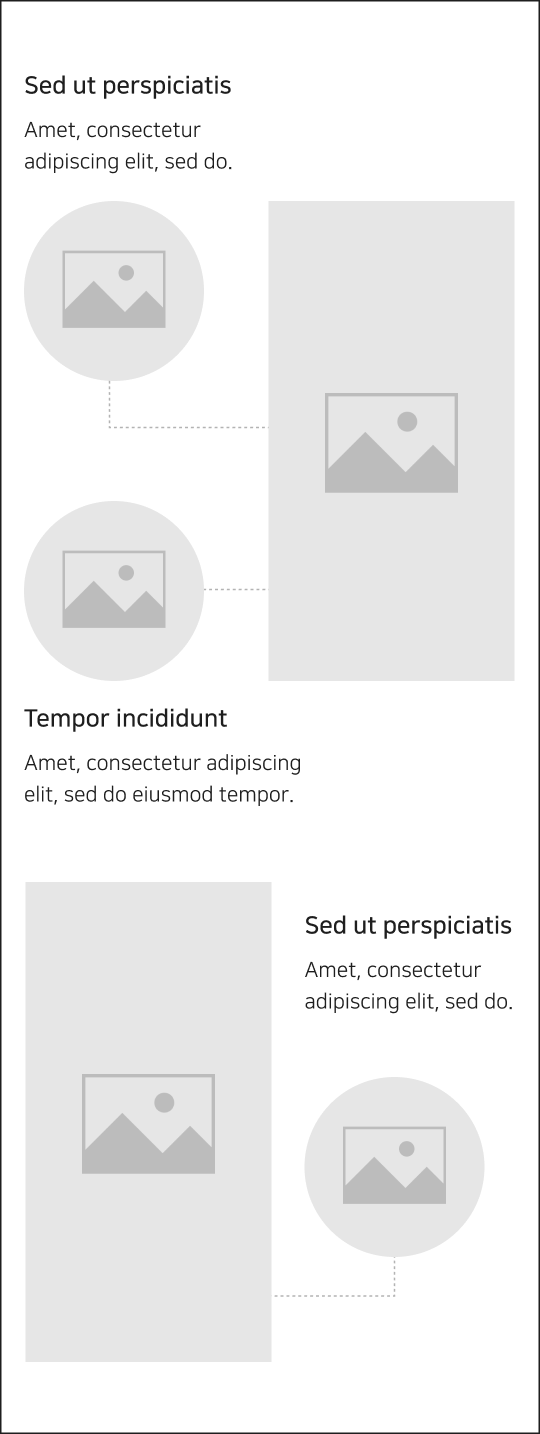 Sed ut perspiciatis
Amet, consectetur
adipiscing elit, sed do.
Tempor incididunt
Amet, consectetur adipiscing
elit, sed do eiusmod tempor.
Sed ut perspiciatis
Amet, consectetur
adipiscing elit, sed do.